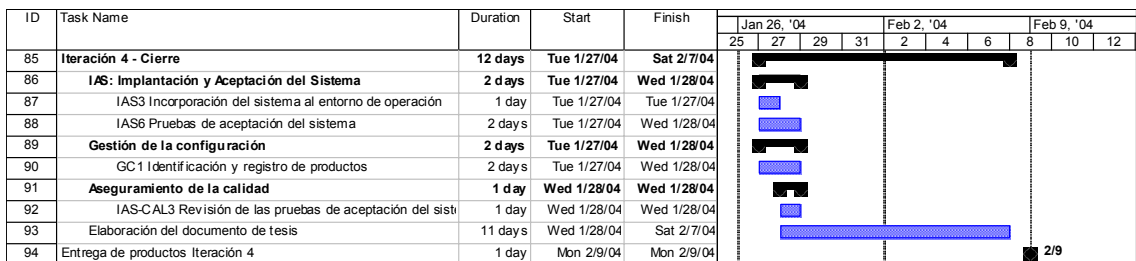 ID Task Name Duration Start Finish Jan 26, '04 Feb 2, '04 Feb 9, '04
25 27 29 31 2 4 6 8 10 12
85 Iteración 4 - Cierre 12 days Tue 1/27/04 Sat 2/7/04
86 IAS: Implantación y Aceptación del Sistema 2 days Tue 1/27/04 Wed 1/28/04
87 IAS3 Incorporación del sistema al entorno de operación 1 day Tue 1/27/04 Tue 1/27/04
88 IAS6 Pruebas de aceptación del sistema 2 days Tue 1/27/04 Wed 1/28/04
89 Gestión de la configuración 2 days Tue 1/27/04 Wed 1/28/04
90 GC1 Identificación y registro de productos 2 days Tue 1/27/04 Wed 1/28/04
91 Aseguramiento de la calidad 1 day Wed 1/28/04 Wed 1/28/04
92 IAS-CAL3 Revisión de las pruebas de aceptación del siste 1 day Wed 1/28/04 Wed 1/28/04
93 Elaboración del documento de tesis 11 days Wed 1/28/04 Sat 2/7/04
94 Entrega de productos Iteración 4 1 day Mon 2/9/04 Mon 2/9/04 2/9